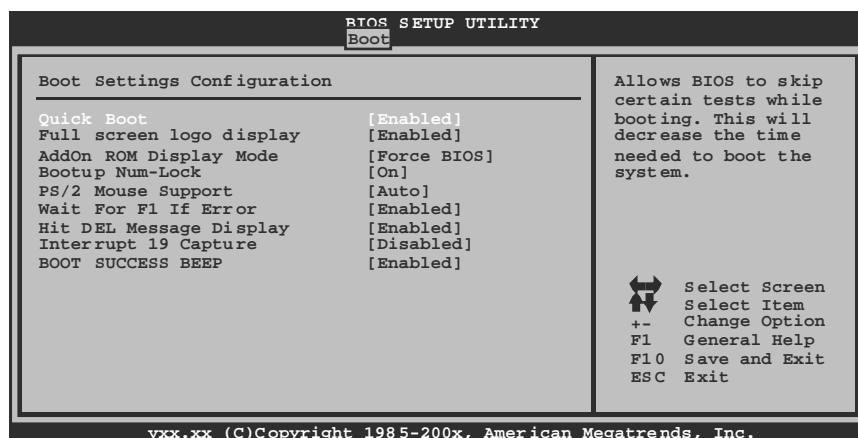 BIOS SETUP UTILITY
Boot
Boot Settings Configuration
Quick Boot [Enabled]
Full screen logo display [Enabled]
AddOn ROM Display Mode [Force BIOS]
Bootup Num-Lock [On]
PS/2 Mouse Support [Auto]
Wait For F1 If Error [Enabled]
Hit DEL Message Display [Enabled]
Interrupt 19 Capture [Disabled]
BOOT SUCCESS BEEP [Enabled]
Allows BIOS to skip
certain tests while
booting. This will
decrease the time
needed to boot the
system.
Select Screen
Select Item
+- Change Option
F1 General Help
F10 Save and Exit
ESC Exit
vxx.xx (C)Copyright 1985-200x, American Megatrends, Inc.